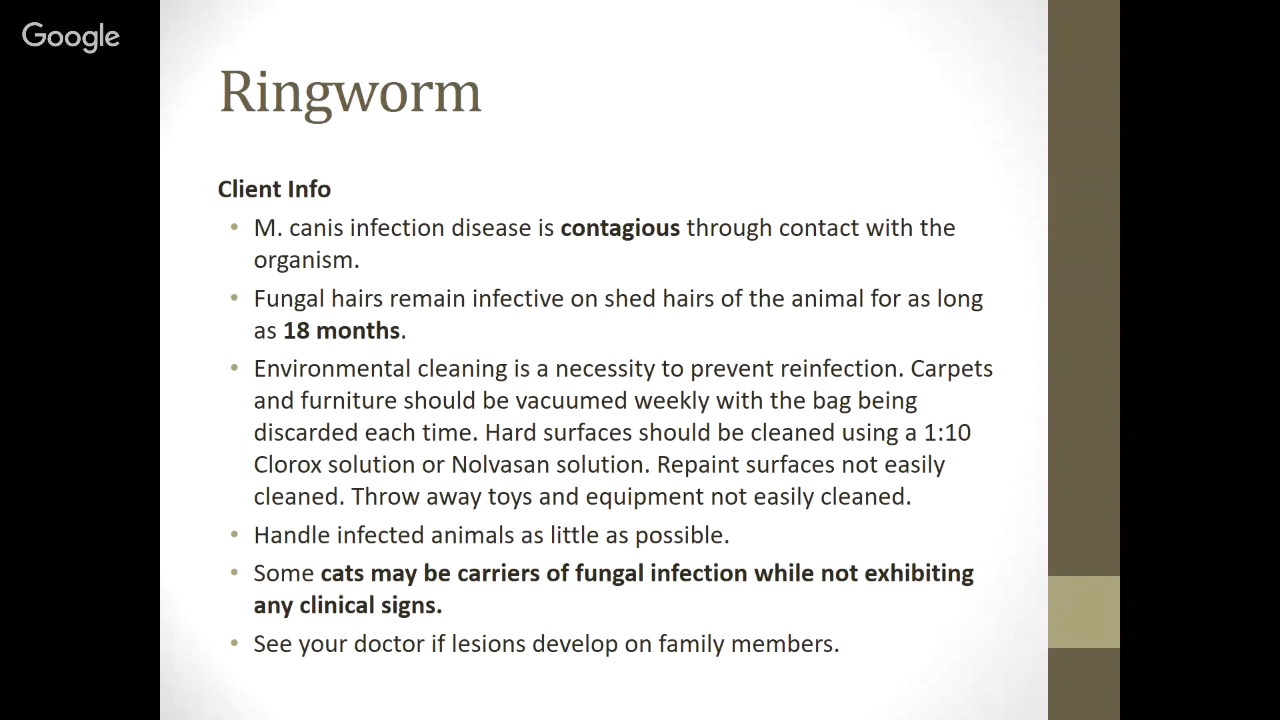 Google
Ringworm
Client Info
• M. canis infection disease is contagious through contact with the
organism.
• Fungal hairs remain infective on shed hairs of the animal for as long
as 18 months.
• Environmental cleaning is a necessity to prevent reinfection. Carpets
and furniture should be vacuumed weekly with the bag being
discarded each time. Hard surfaces should be cleaned using a 1:10
Clorox solution or Nolvasan solution. Repaint surfaces not easily
cleaned. Throw away toys and equipment not easily cleaned.
• Handle infected animals as little as possible.
• Some cats may be carriers of fungal infection while not exhibiting
any clinical signs.
• See your doctor if lesions develop on family members.